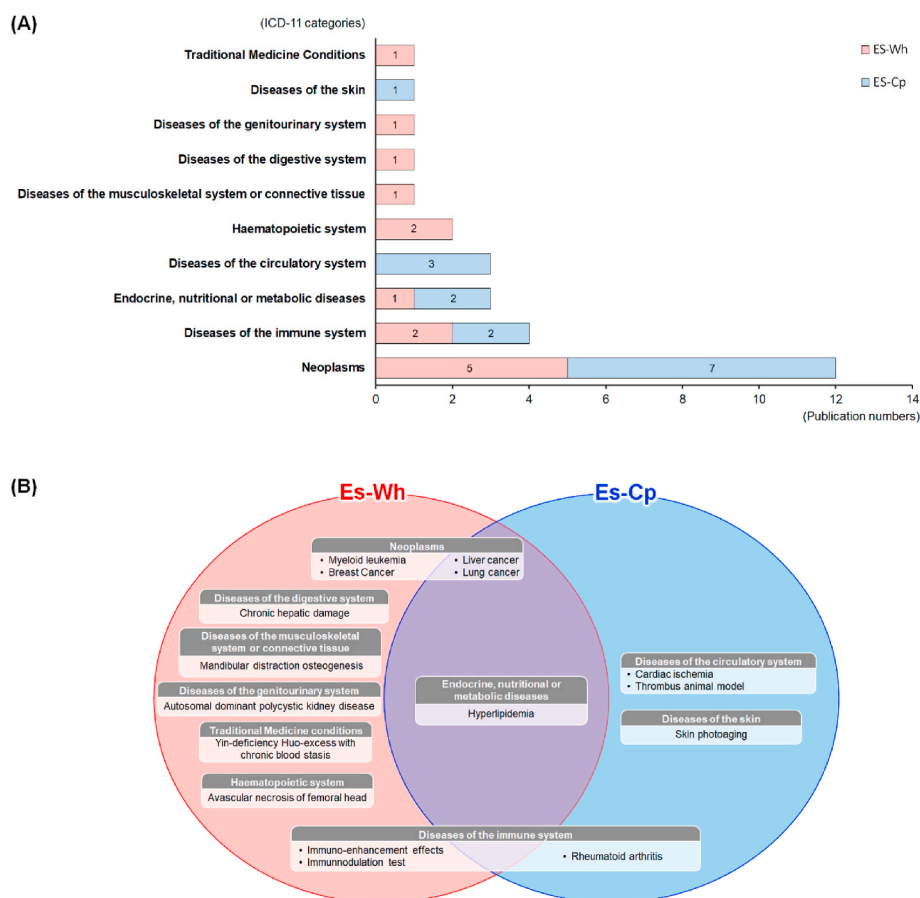 (A)
(ICD-11 categories)
Traditional Medicine Conditions
1
ES-Wh
Diseases of the skin
1
ES-Cp
Diseases of the genitourinary system
1
Diseases of the digestive system
1
Diseases of the musculoskeletal system or connective tissue
1
Haematopoietic system
2
Diseases of the circulatory system
3
Endocrine, nutritional or metabolic diseases
1 2
Diseases of the immune system
2 2
Neoplasms
5 7
0 2 4 6 8 10 12 14
(Publication numbers)
(B)
Es-Wh
Es-Cp
Neoplasms
• Myeloid leukemia • Liver cancer
• Breast Cancer • Lung cancer
Diseases of the digestive system
Chronic hepatic damage
Diseases of the musculoskeletal
system or connective tissue
Mandibular distraction osteogenesis
Diseases of the genitourinary system
Autosomal dominant polycystic kidney disease
Traditional Medicine conditions
Yin-deficiency Huo-excess with
chronic blood stasis
Haematopoietic system
Avascular necrosis of femoral head
Endocrine, nutritional or
metabolic diseases
Hyperlipidemia
Diseases of the circulatory system
• Cardiac ischemia
• Thrombus animal model
Diseases of the skin
Skin photoaging
Diseases of the immune system
• Immuno-enhancement effects
• Immunnodulation test
• Rheumatoid arthritis